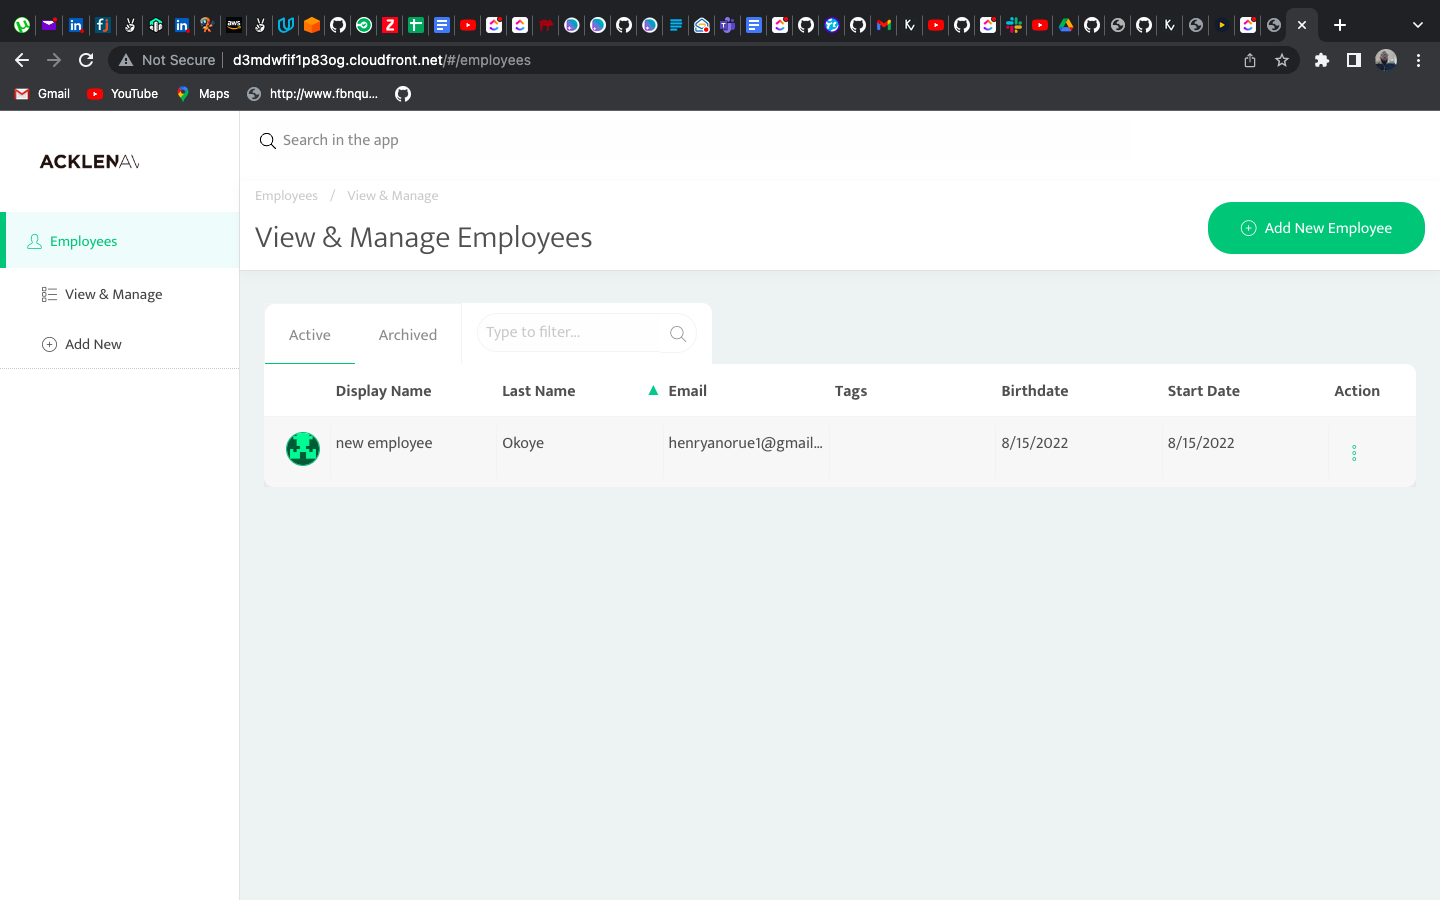 Not Secure
d3mdwfif1p83og.cloudfront.net/#/employees
Gmail
YouTube
Maps
http://www.fbnqu...
ACKLENAV
Search in the app
Employees / View & Manage
View & Manage Employees
Add New Employee
Employees
View & Manage
Add New
Active
Archived
Type to filter...
Display Name
Last Name
Email
Tags
Birthdate
Start Date
Action
new employee
Okoye
henryanorue1@gmail...
8/15/2022
8/15/2022